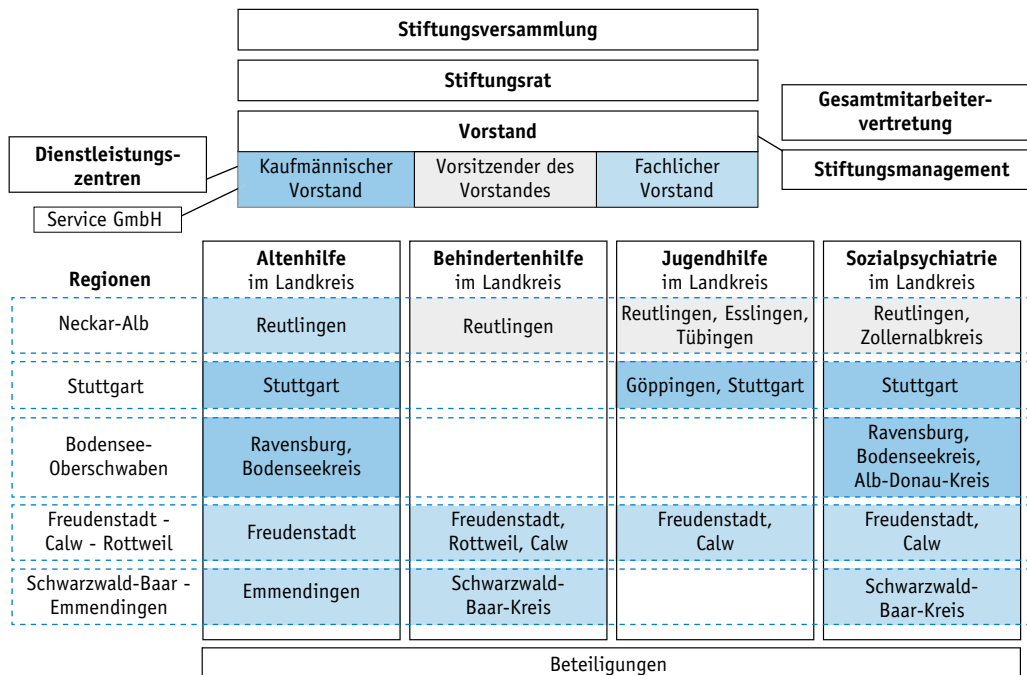 Stiftungsversammlung
Stiftungsrat
Vorstand
Kaufmännischer
Vorstand
Vorsitzender des
Vorstandes
Fachlicher
Vorstand
Gesamtmitarbeiter-
vertretung
Stiftungsmanagement
Dienstleistungs-
zentren
Service GmbH
Regionen
Altenhilfe
im Landkreis
Behindertenhilfe
im Landkreis
Jugendhilfe
im Landkreis
Sozialpsychiatrie
im Landkreis
Neckar-Alb
Reutlingen
Reutlingen
Reutlingen, Esslingen,
Tübingen
Reutlingen,
Zollernalbkreis
Stuttgart
Stuttgart
Göppingen, Stuttgart
Stuttgart
Bodensee-
Oberschwaben
Ravensburg,
Bodenseekreis
Ravensburg,
Bodenseekreis,
Alb-Donau-Kreis
Freudenstadt -
Calw - Rottweil
Freudenstadt
Freudenstadt,
Rottweil, Calw
Freudenstadt,
Calw
Freudenstadt,
Calw
Schwarzwald-Baar -
Emmendingen
Emmendingen
Schwarzwald-
Baar-Kreis
Schwarzwald-
Baar-Kreis
Beteiligungen